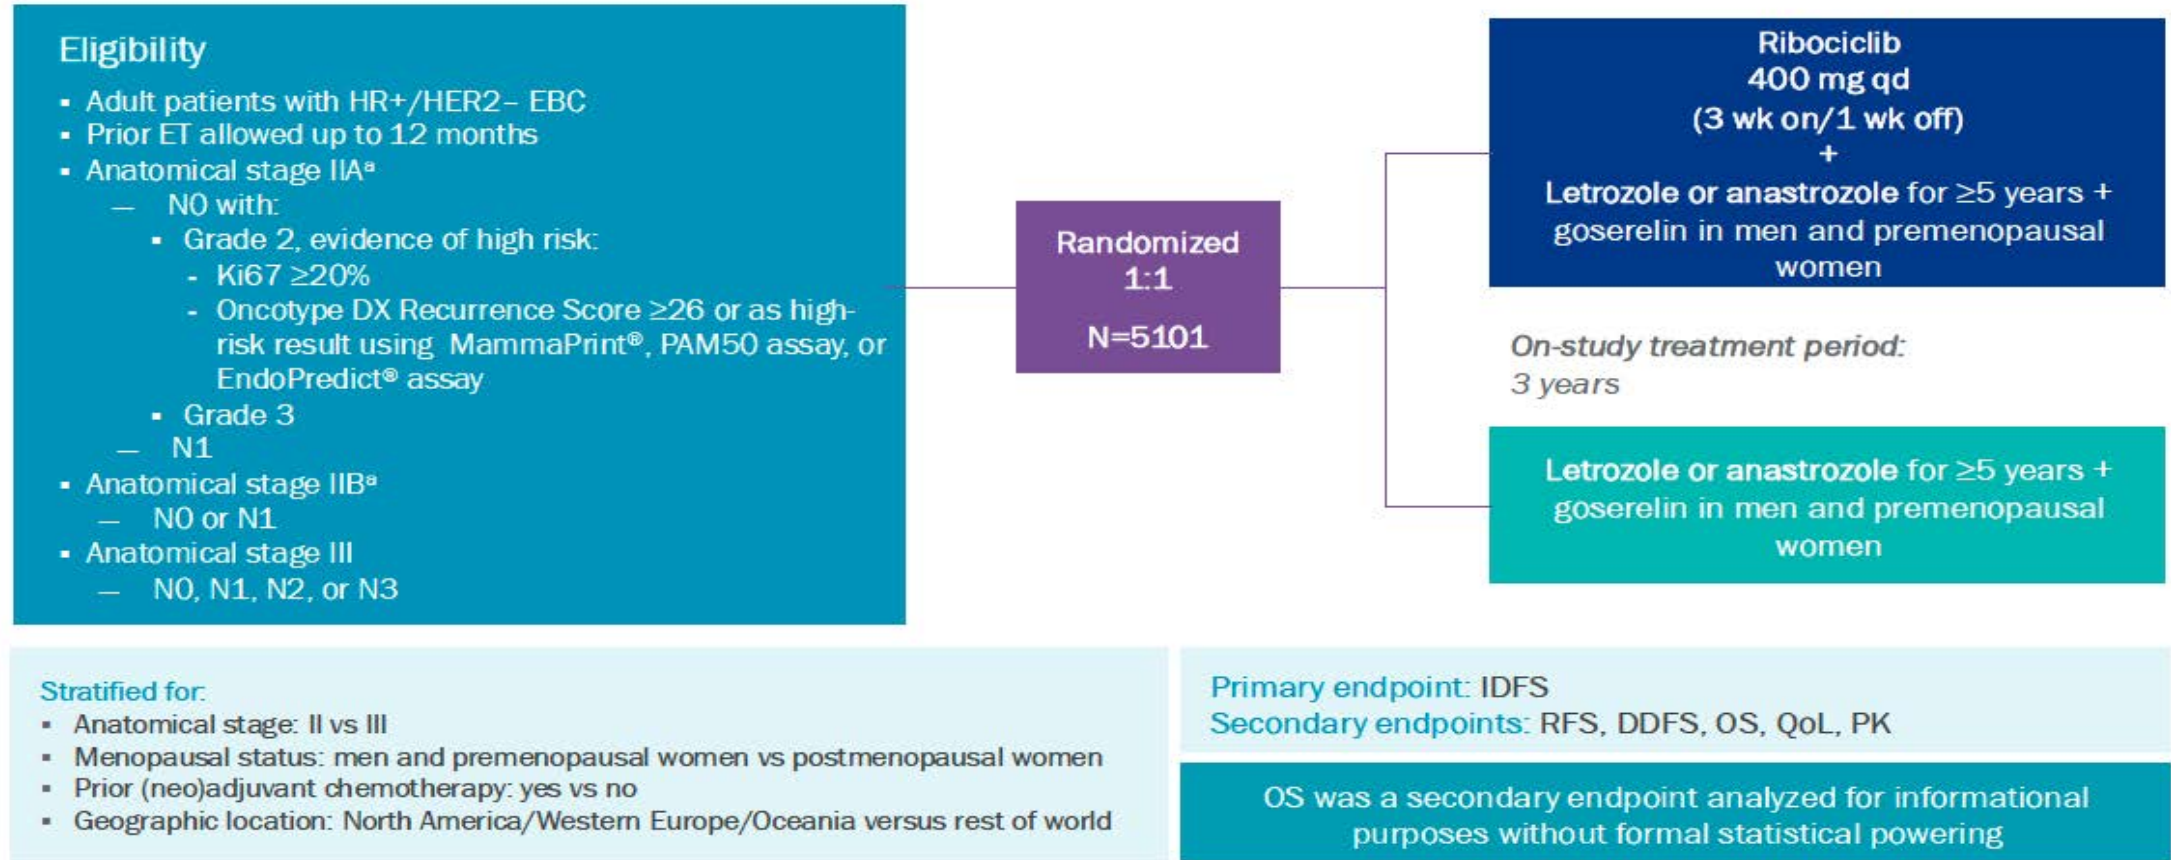 Eligibility
▪ Adult patients with HR+/HER2– EBC
▪ Prior ET allowed up to 12 months
▪ Anatomical stage IIAᵃ
— N0 with:
▪ Grade 2, evidence of high risk:
- Ki67 ≥20%
- Oncotype DX Recurrence Score ≥26 or as high-
risk result using MammaPrint®, PAM50 assay, or
EndoPredict® assay
▪ Grade 3
— N1
▪ Anatomical stage IIBᵃ
— N0 or N1
▪ Anatomical stage III
— N0, N1, N2, or N3
Randomized
1:1
N=5101
Ribociclib
400 mg qd
(3 wk on/1 wk off)
+
Letrozole or anastrozole for ≥5 years +
goserelin in men and premenopausal
women
On-study treatment period:
3 years
Letrozole or anastrozole for ≥5 years +
goserelin in men and premenopausal
women
Stratified for:
▪ Anatomical stage: II vs III
▪ Menopausal status: men and premenopausal women vs postmenopausal women
▪ Prior (neo)adjuvant chemotherapy: yes vs no
▪ Geographic location: North America/Western Europe/Oceania versus rest of world
Primary endpoint: IDFS
Secondary endpoints: RFS, DDFS, OS, QoL, PK
OS was a secondary endpoint analyzed for informational
purposes without formal statistical powering